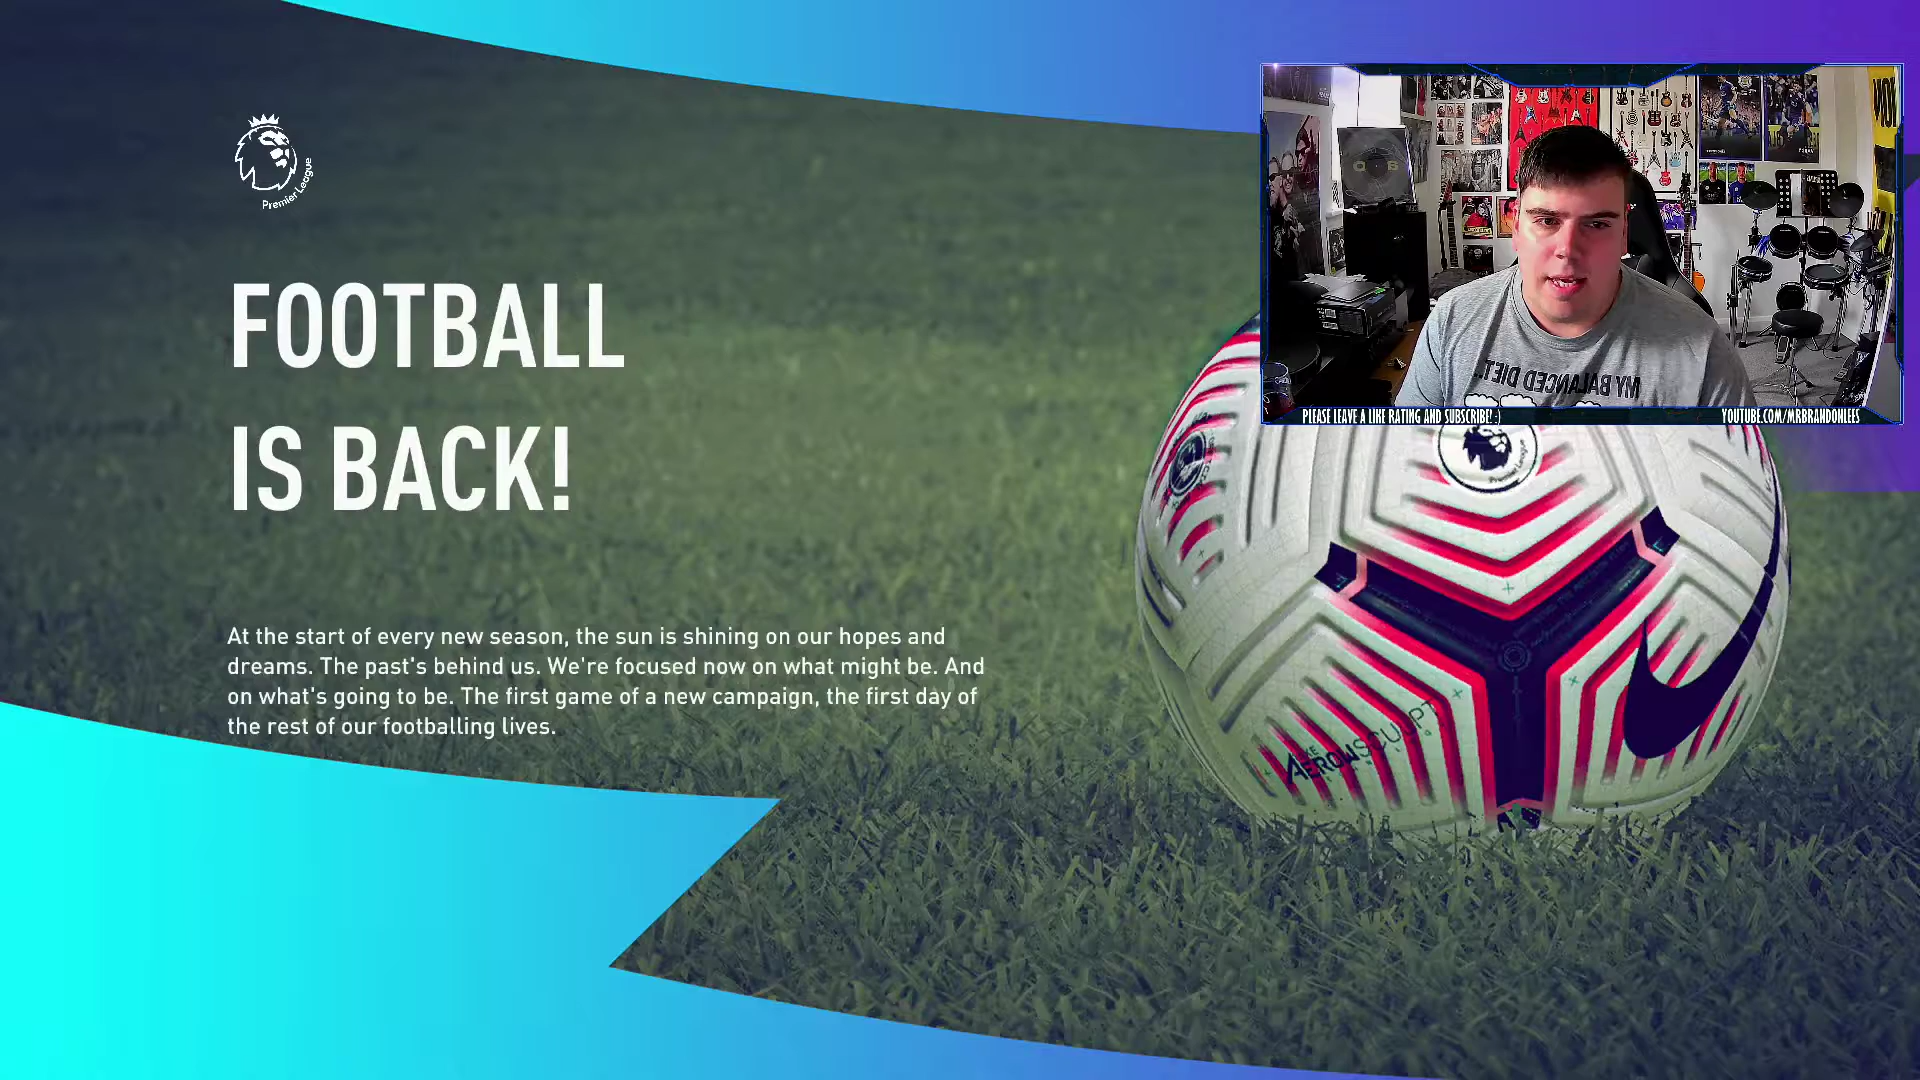 Premier League
FOOTBALL
IS BACK!
At the start of every new season, the sun is shining on our hopes and
dreams. The past's behind us. We're focused now on what might be. And
on what's going to be. The first game of a new campaign, the first day of
the rest of our footballing lives.
MY BALANCED DIET...
PLEASE LEAVE A LIKE RATING AND SUBSCRIBE! :)
YOUTUBE.COM/MRBRANDONLEES
Premier League
AEROWSCULPT